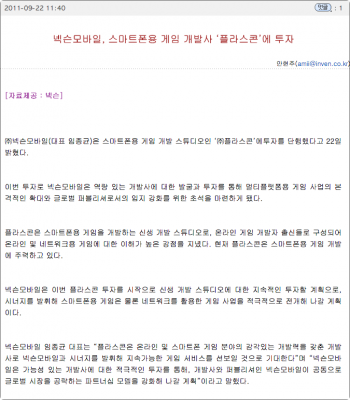 2011-09-22 11:40
댓글 : 1
넥슨모바일, 스마트폰용 게임 개발사 '플라스콘'에 투자
민현주(amii@inven.co.kr)
[자료제공 : 넥슨]
㈜넥슨모바일(대표 임종균)은 스마트폰용 게임 개발 스튜디오인 '㈜플라스콘'에투자를 단행했다고 22일
밝혔다.
이번 투자로 넥슨모바일은 역량 있는 개발사에 대한 발굴과 투자를 통해 멀티플랫폼용 게임 사업의 본
격적인 확대와 글로벌 퍼블리셔로서의 입지 강화를 위한 초석을 마련하게 됐다.
플라스콘은 스마트폰용 게임을 개발하는 신생 개발 스튜디오로, 온라인 게임 개발자 출신들로 구성되어
온라인 및 네트워크용 게임에 대한 이해가 높은 강점을 지녔다. 현재 플라스콘은 스마트폰용 게임 개발
에 주력하고 있다.
넥슨모바일은 이번 플라스콘 투자를 시작으로 신생 개발 스튜디오에 대한 지속적인 투자할 계획으로,
시너지를 발휘해 스마트폰용 게임은 물론 네트워크를 활용한 게임 사업을 적극적으로 전개해 나갈 계획
이다.
넥슨모바일 임종균 대표는 "플라스콘은 온라인 및 스마트폰 게임 분야의 감각있는 개발력을 갖춘 개발
사로 넥슨모바일과 시너지를 발휘해 지속가능한 게임 서비스를 선보일 것으로 기대한다"며 "넥슨모바
일은 가능성 있는 개발사에 대한 적극적인 투자를 통해, 개발사와 퍼블리셔인 넥슨모바일이 공동으로
글로벌 시장을 공략하는 파트너십 모델을 강화해 나갈 계획"이라고 말했다.